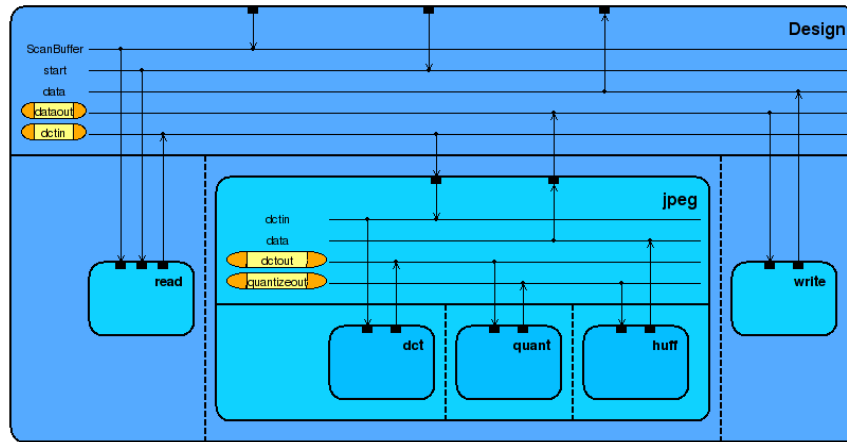 Design
ScanBuffer
start
data
dataout
dctin
jpeg
dctin
data
dctout
quantizeout
read
write
dct
quant
huff